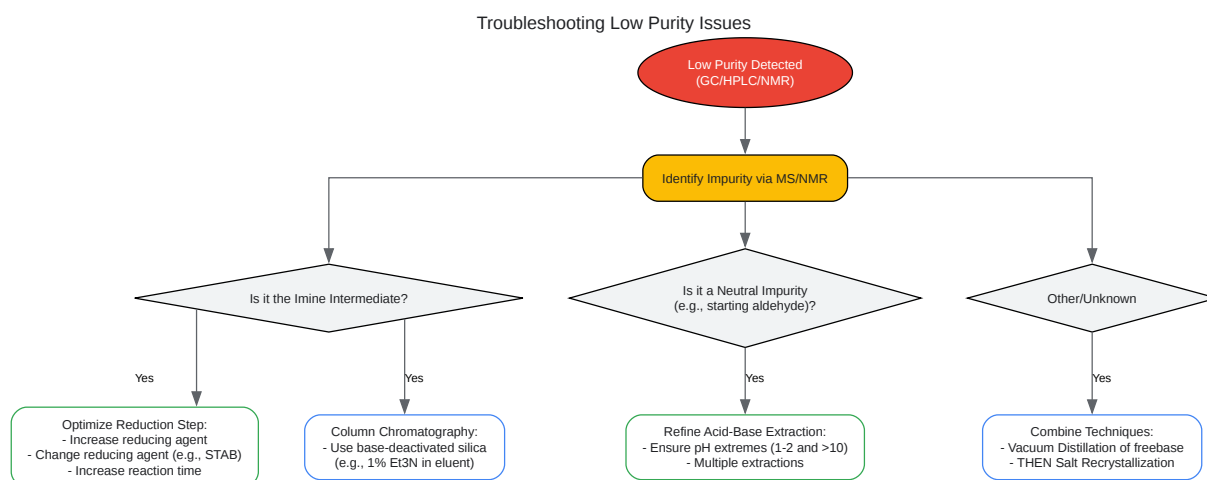 Troubleshooting Low Purity Issues
Low Purity Detected
(GC/HPLC/NMR)
Identify Impurity via MS/NMR
Is it the Imine Intermediate?
Is it a Neutral Impurity
(e.g., starting aldehyde)?
Other/Unknown
Yes
Yes
Yes
Yes
Optimize Reduction Step:
- Increase reducing agent
- Change reducing agent (e.g., STAB)
- Increase reaction time
Column Chromatography:
- Use base-deactivated silica
(e.g., 1% Et3N in eluent)
Refine Acid-Base Extraction:
- Ensure pH extremes (1-2 and >10)
- Multiple extractions
Combine Techniques:
- Vacuum Distillation of freebase
- THEN Salt Recrystallization